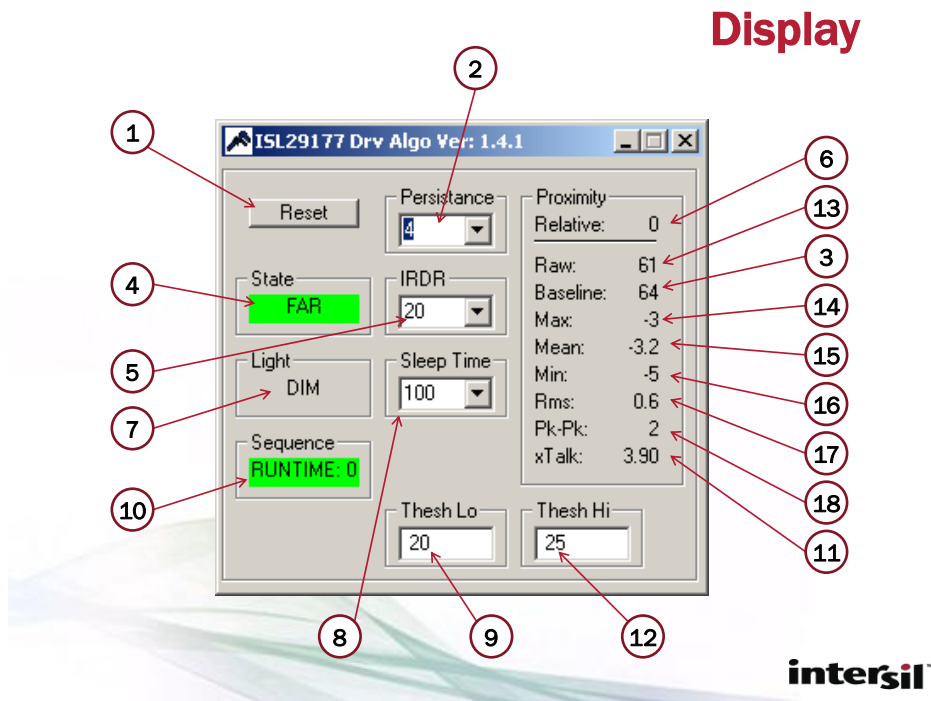 Display
2
1
ISL29177 Drv Algo Ver: 1.4.1
6
Reset
Persistance
4
Proximity
Relative: 0
13
Raw: 61
3
4
State
FAR
IRDR
20
Baseline: 64
14
Max: -3
15
5
Light
DIM
Sleep Time
100
Mean: -3.2
Min: -5
16
7
Rms: 0.6
17
Sequence
RUNTIME: 0
Pk-Pk: 2
xTalk: 3.90
18
10
Thesh Lo
20
Thesh Hi
25
11
8
9
12
intersil